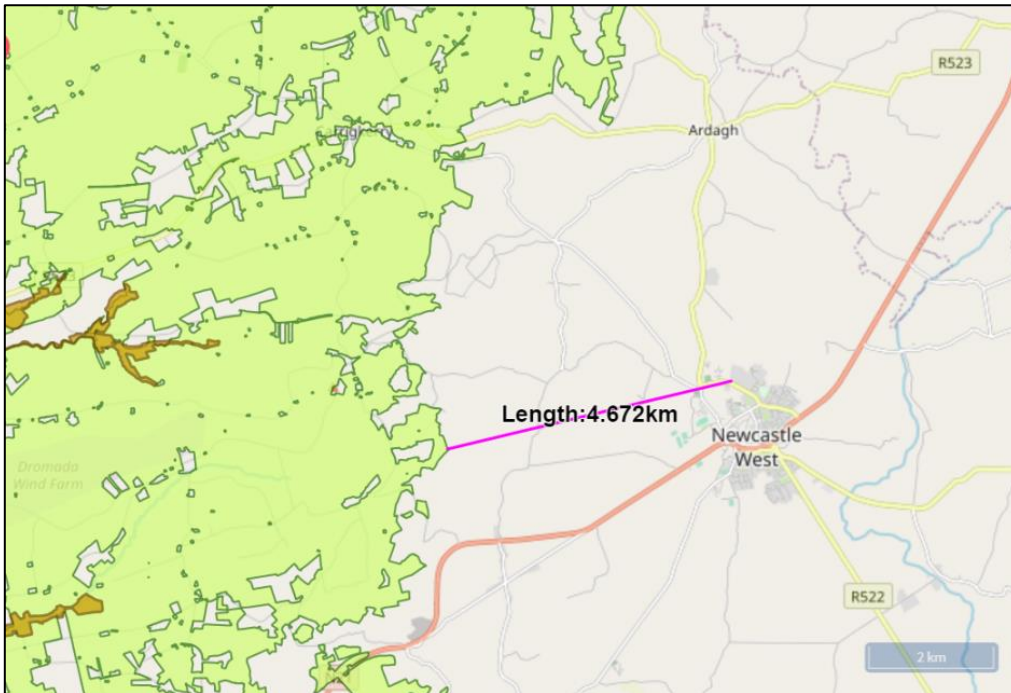 R523
Ardagh
Length:4.672km
Newcastle
West
Dromada
Wind Farm
R522
2 km